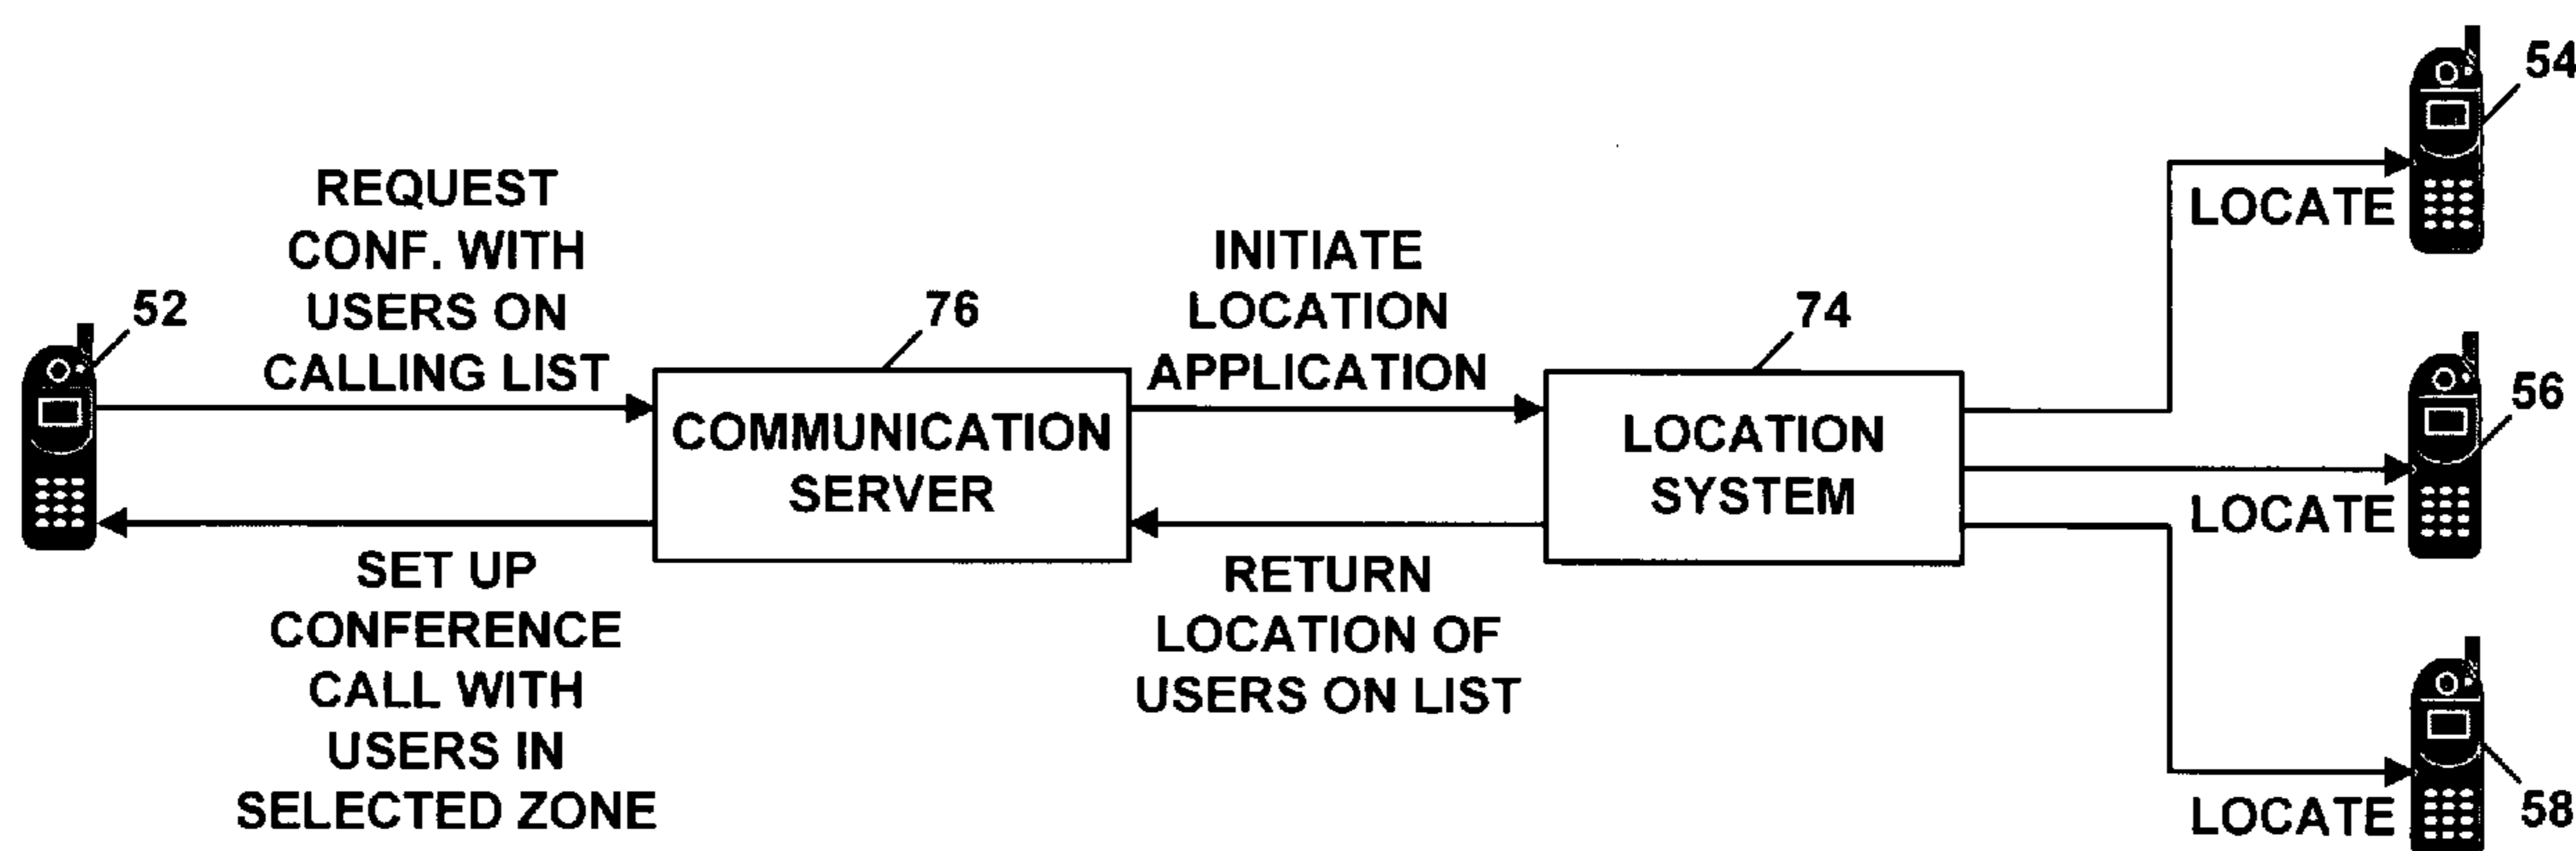 REQUEST
CONF. WITH
USERS ON
CALLING LIST
52
76
COMMUNICATION
SERVER
SET UP
CONFERENCE
CALL WITH
USERS IN
SELECTED ZONE
INITIATE
LOCATION
APPLICATION
74
LOCATION
SYSTEM
RETURN
LOCATION OF
USERS ON LIST
54
LOCATE
56
LOCATE
58
LOCATE